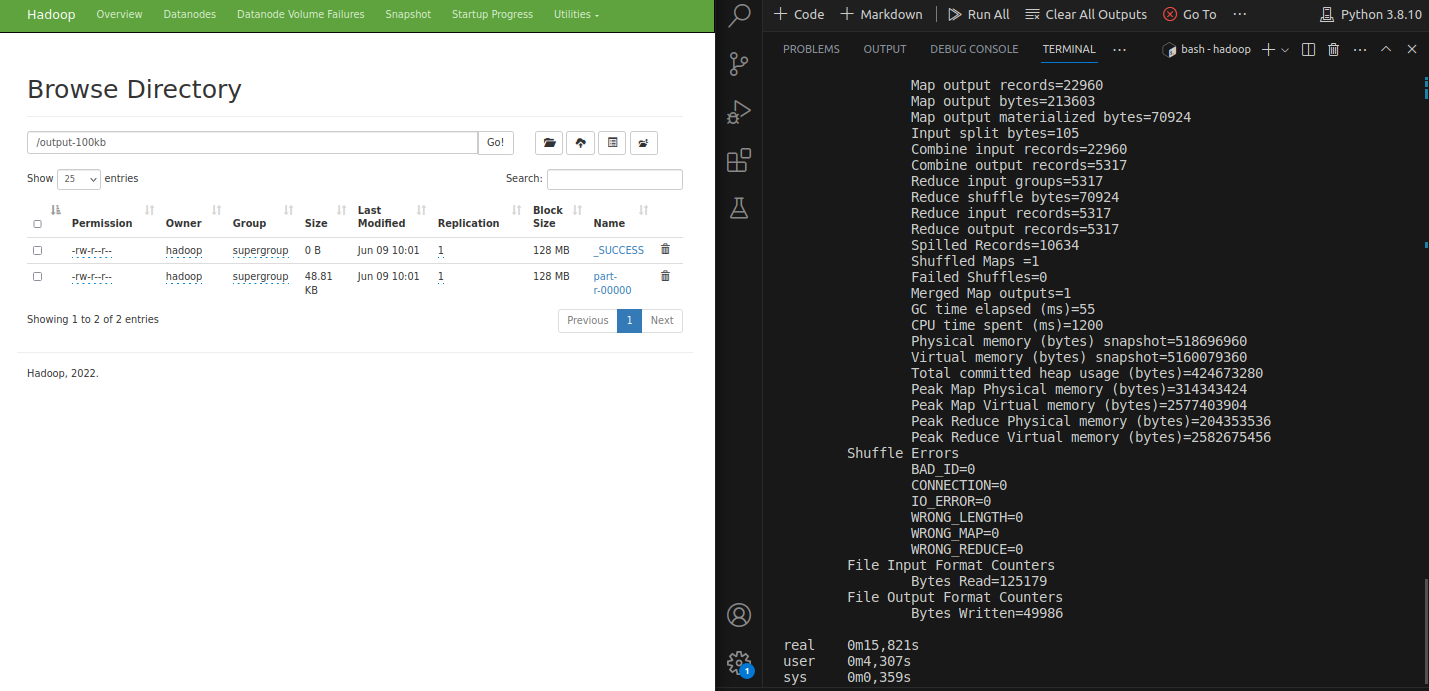 Hadoop Overview Datanodes Datanode Volume Failures Snapshot Startup Progress Utilities
Browse Directory
/output-100kb Go!
Show 25 entries Search:
Permission Owner Group Size Last Modified Replication Block Size Name
-rw-r--r-- hadoop supergroup 0 B Jun 09 10:01 1 128 MB _SUCCESS
-rw-r--r-- hadoop supergroup 48.81 KB Jun 09 10:01 1 128 MB part-r-00000
Showing 1 to 2 of 2 entries Previous 1 Next
Hadoop, 2022.
+ Code + Markdown Run All Clear All Outputs Go To ··· Python 3.8.10
PROBLEMS OUTPUT DEBUG CONSOLE TERMINAL ··· bash - hadoop
Map output records=22960
Map output bytes=213603
Map output materialized bytes=70924
Input split bytes=105
Combine input records=22960
Combine output records=5317
Reduce input groups=5317
Reduce shuffle bytes=70924
Reduce input records=5317
Reduce output records=5317
Spilled Records=10634
Shuffled Maps =1
Failed Shuffles=0
Merged Map outputs=1
GC time elapsed (ms)=55
CPU time spent (ms)=1200
Physical memory (bytes) snapshot=518696960
Virtual memory (bytes) snapshot=5160079360
Total committed heap usage (bytes)=424673280
Peak Map Physical memory (bytes)=314343424
Peak Map Virtual memory (bytes)=2577403904
Peak Reduce Physical memory (bytes)=204353536
Peak Reduce Virtual memory (bytes)=2582675456
Shuffle Errors
BAD_ID=0
CONNECTION=0
IO_ERROR=0
WRONG_LENGTH=0
WRONG_MAP=0
WRONG_REDUCE=0
File Input Format Counters
Bytes Read=125179
File Output Format Counters
Bytes Written=49986
real 0m15,821s
user 0m4,307s
sys 0m0,359s
1